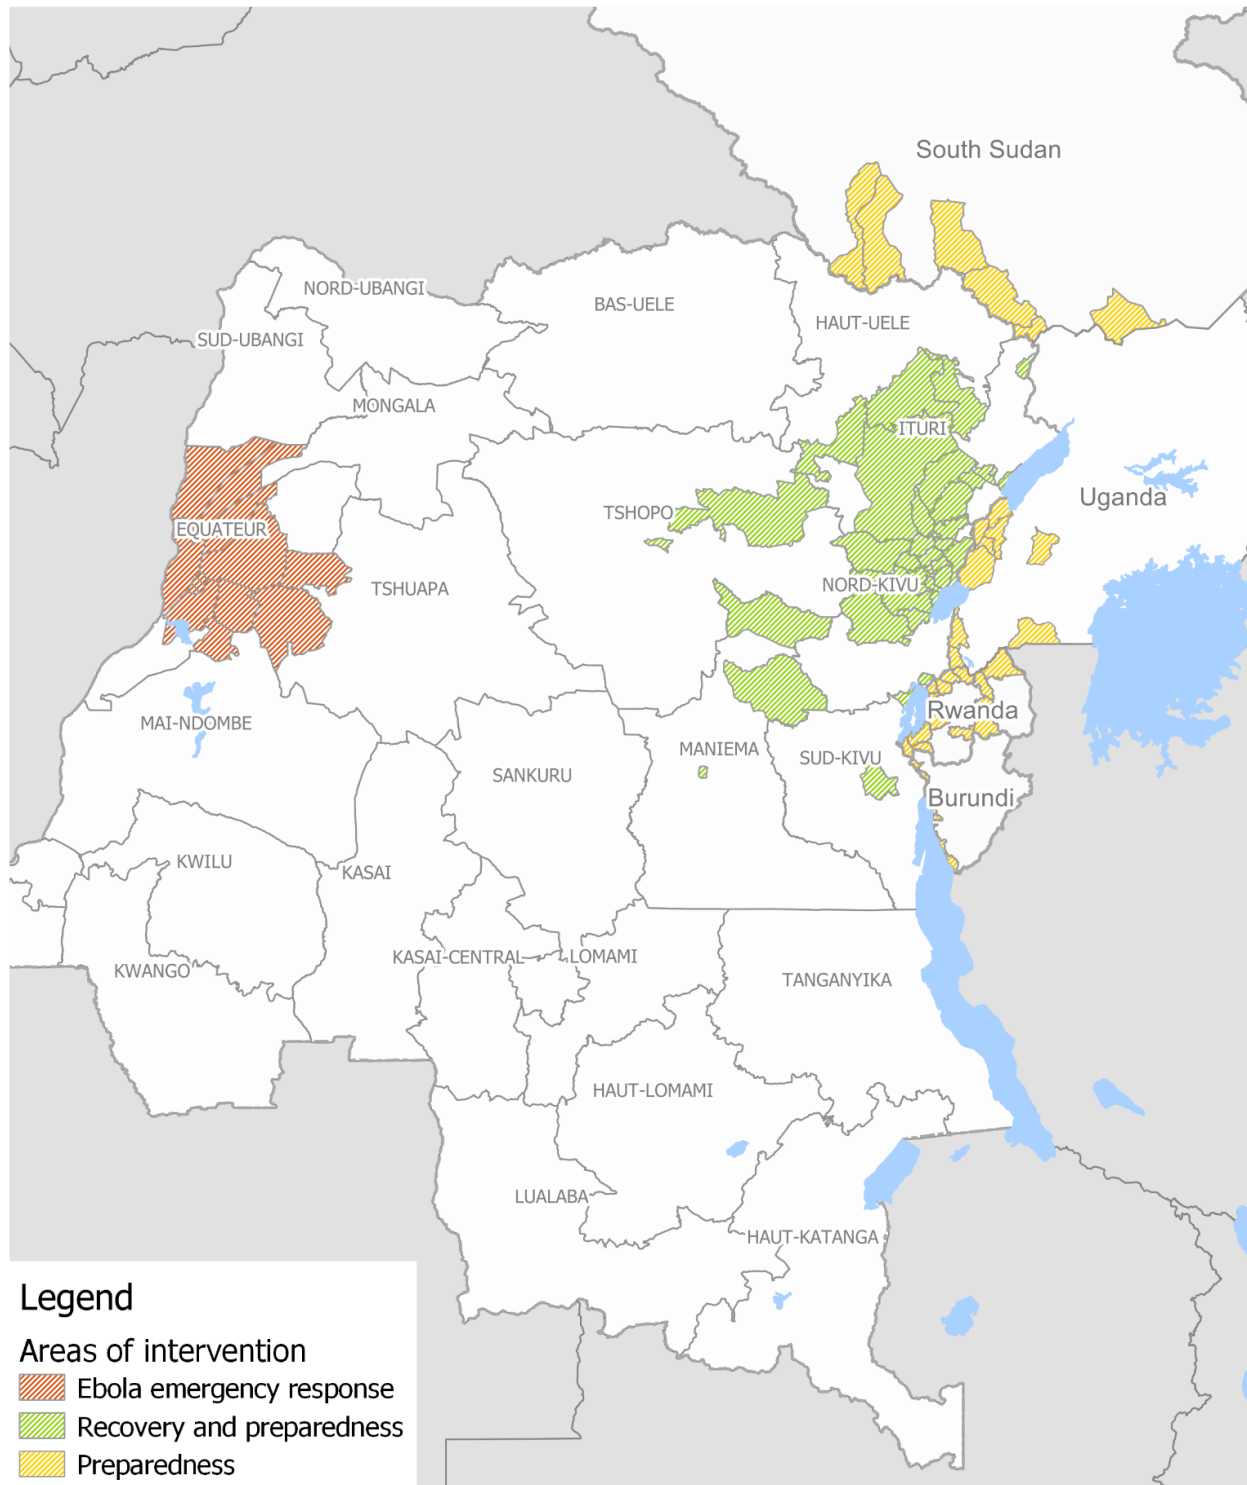 South Sudan
NORD-UBANGI
BAS-UELE
HAUT-UELE
SUD-UBANGI
MONGALA
ITURI
Uganda
TSHOPO
EQUATEUR
TSHUAPA
NORD-KIVU
Rwanda
MAI-NDOMBE
MANIEMA
SUD-KIVU
SANKURU
Burundi
KWILU
KASAI
KASAI-CENTRAL
LOMAMI
KWANGO
TANGANYIKA
HAUT-LOMAMI
LUALABA
HAUT-KATANGA
Legend
Areas of intervention
Ebola emergency response
Recovery and preparedness
Preparedness